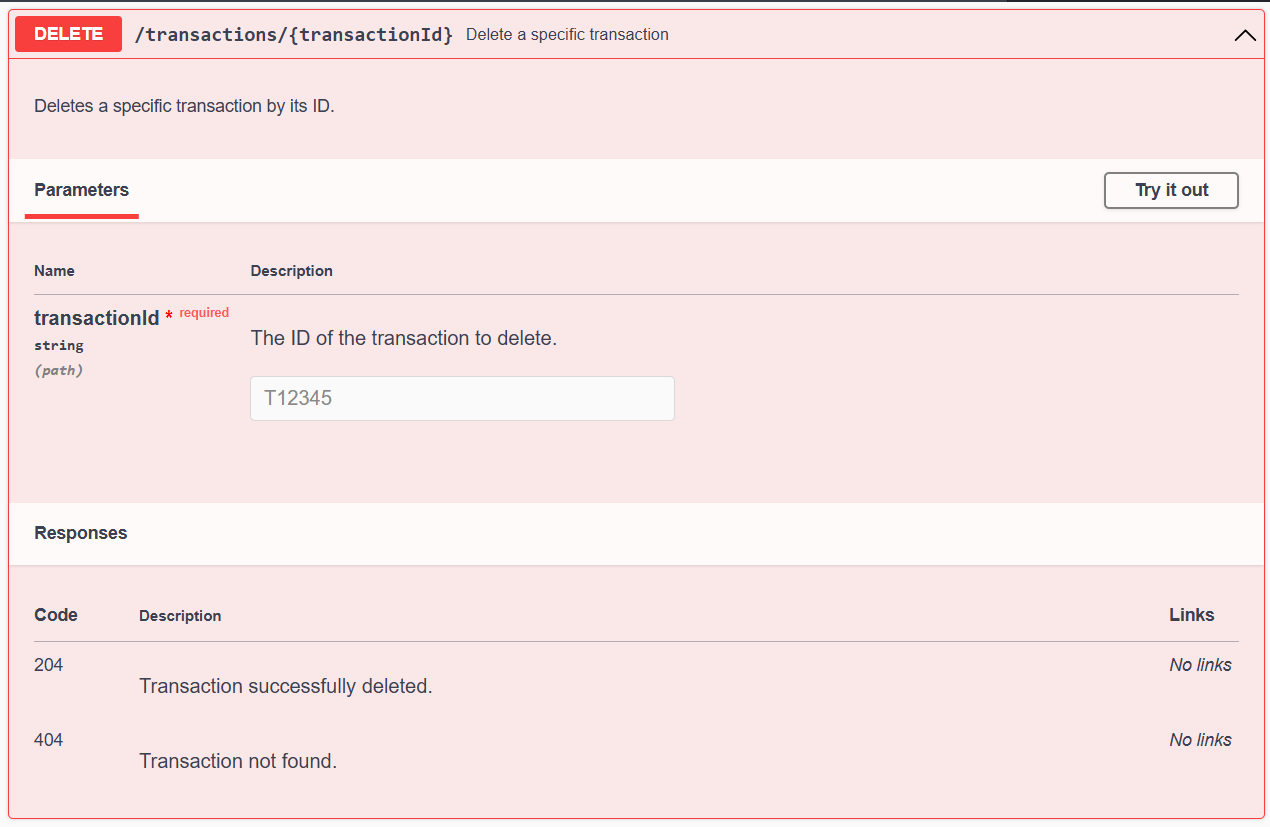 DELETE /transactions/{transactionId} Delete a specific transaction
Deletes a specific transaction by its ID.
Parameters Try it out
Name Description
transactionId * required
The ID of the transaction to delete.
string
(path)
T12345
Responses
Code Description Links
204 No links
Transaction successfully deleted.
404 No links
Transaction not found.